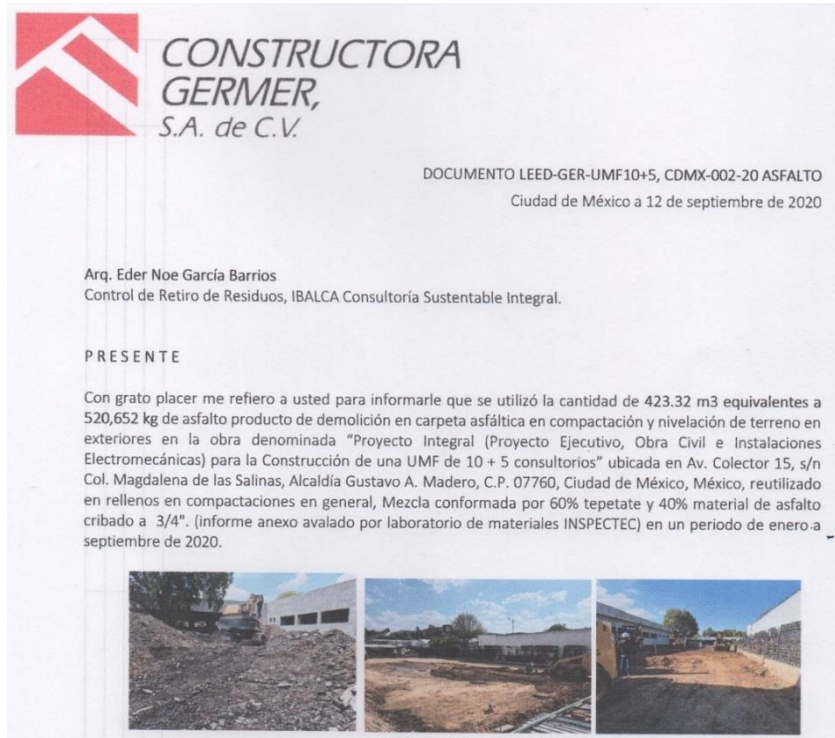 CONSTRUCTORA
GERMER,
S.A. de C.V.
DOCUMENTO LEED-GER-UMF10+5, CDMX-002-20 ASFALTO
Ciudad de México a 12 de septiembre de 2020
Arq. Eder Noe García Barrios
Control de Retiro de Residuos, IBALCA Consultoría Sustentable Integral.
P R E S E N T E
Con grato placer me refiero a usted para informarle que se utilizó la cantidad de 423.32 m3 equivalentes a
520,652 kg de asfalto producto de demolición en carpeta asfáltica en compactación y nivelación de terreno en
exteriores en la obra denominada “Proyecto Integral (Proyecto Ejecutivo, Obra Civil e Instalaciones
Electromecánicas) para la Construcción de una UMF de 10 + 5 consultorios” ubicada en Av. Colector 15, s/n
Col. Magdalena de las Salinas, Alcaldía Gustavo A. Madero, C.P. 07760, Ciudad de México, México, reutilizado
en rellenos en compactaciones en general, Mezcla conformada por 60% tepetate y 40% material de asfalto
cribado a 3/4". (informe anexo avalado por laboratorio de materiales INSPECTEC) en un periodo de enero a
septiembre de 2020.